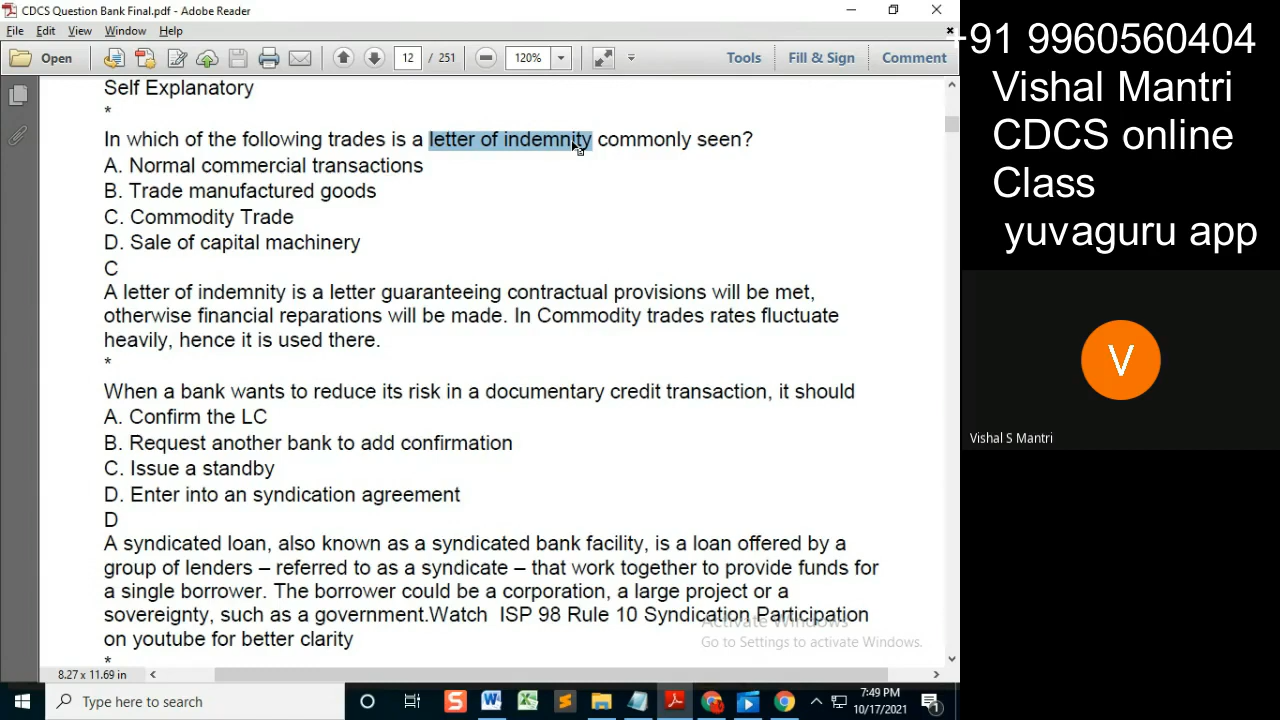 CDCS Question Bank Final.pdf - Adobe Reader
File Edit View Window Help
Open 12 / 251 120% Tools Fill & Sign Comment
Self Explanatory
*
In which of the following trades is a letter of indemnity commonly seen?
A. Normal commercial transactions
B. Trade manufactured goods
C. Commodity Trade
D. Sale of capital machinery
C
A letter of indemnity is a letter guaranteeing contractual provisions will be met,
otherwise financial reparations will be made. In Commodity trades rates fluctuate
heavily, hence it is used there.
*
When a bank wants to reduce its risk in a documentary credit transaction, it should
A. Confirm the LC
B. Request another bank to add confirmation
C. Issue a standby
D. Enter into an syndication agreement
D
A syndicated loan, also known as a syndicated bank facility, is a loan offered by a
group of lenders – referred to as a syndicate – that work together to provide funds for
a single borrower. The borrower could be a corporation, a large project or a
sovereignty, such as a government.Watch ISP 98 Rule 10 Syndication Participation
on youtube for better clarity
*
Activate Windows
Go to Settings to activate Windows.
8.27 x 11.69 in
Type here to search
7:49 PM
10/17/2021
1
+91 9960560404
Vishal Mantri
CDCS online
Class
yuvaguru app
V
Vishal S Mantri